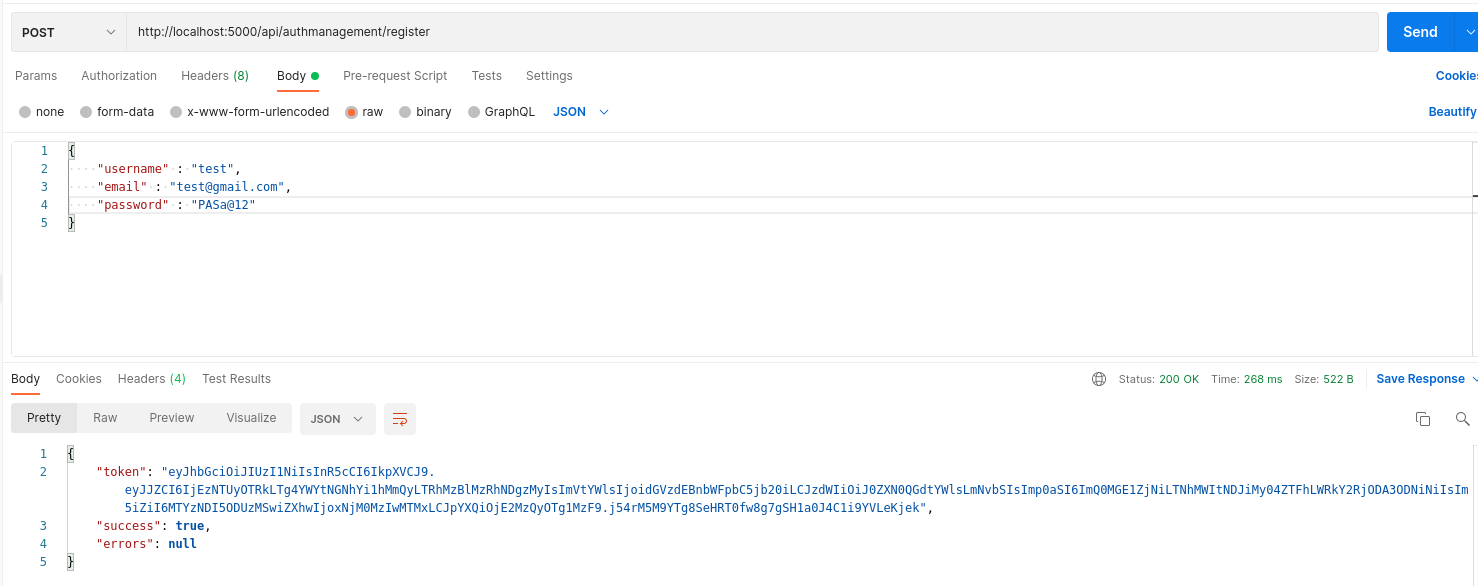 POST http://localhost:5000/api/authmanagement/register Send
Params Authorization Headers (8) Body Pre-request Script Tests Settings Cookies
none form-data x-www-form-urlencoded raw binary GraphQL JSON Beautify
1 {
2 "username" : "test",
3 "email" : "test@gmail.com",
4 "password" : "PASa@12"
5 }
Body Cookies Headers (4) Test Results Status: 200 OK Time: 268 ms Size: 522 B Save Response
Pretty Raw Preview Visualize JSON
1 {
2 "token": "eyJhbGciOiJIUzI1NiIsInR5cCI6IkpXVCJ9.
eyJJZCI6IjEzNTUyOTRkLTg4YWYtNGNhYi1hMmQyLTRhMzBlMzRhNDgzMyIsImVtYWlsIjoidGVzdEBnbWFpbC5jb20iLCJzdWIiOiJ0ZXN0QGdtYWlsLmNvbSIsImp0aSI6ImQ0MGE1ZjNiLTNhMWItNDJiMy04ZTFhLWRkY2RjODA3ODNiNiIsIm
5iZiI6MTYzNDI5ODUzMSwiZXhwIjoxNjM0MzIwMTMxLCJpYXQiOjE2MzQyOTg1MzF9.j54rM5M9YTg8SeHRT0fw8g7gSH1a0J4C1i9YVLeKjek",
3 "success": true,
4 "errors": null
5 }